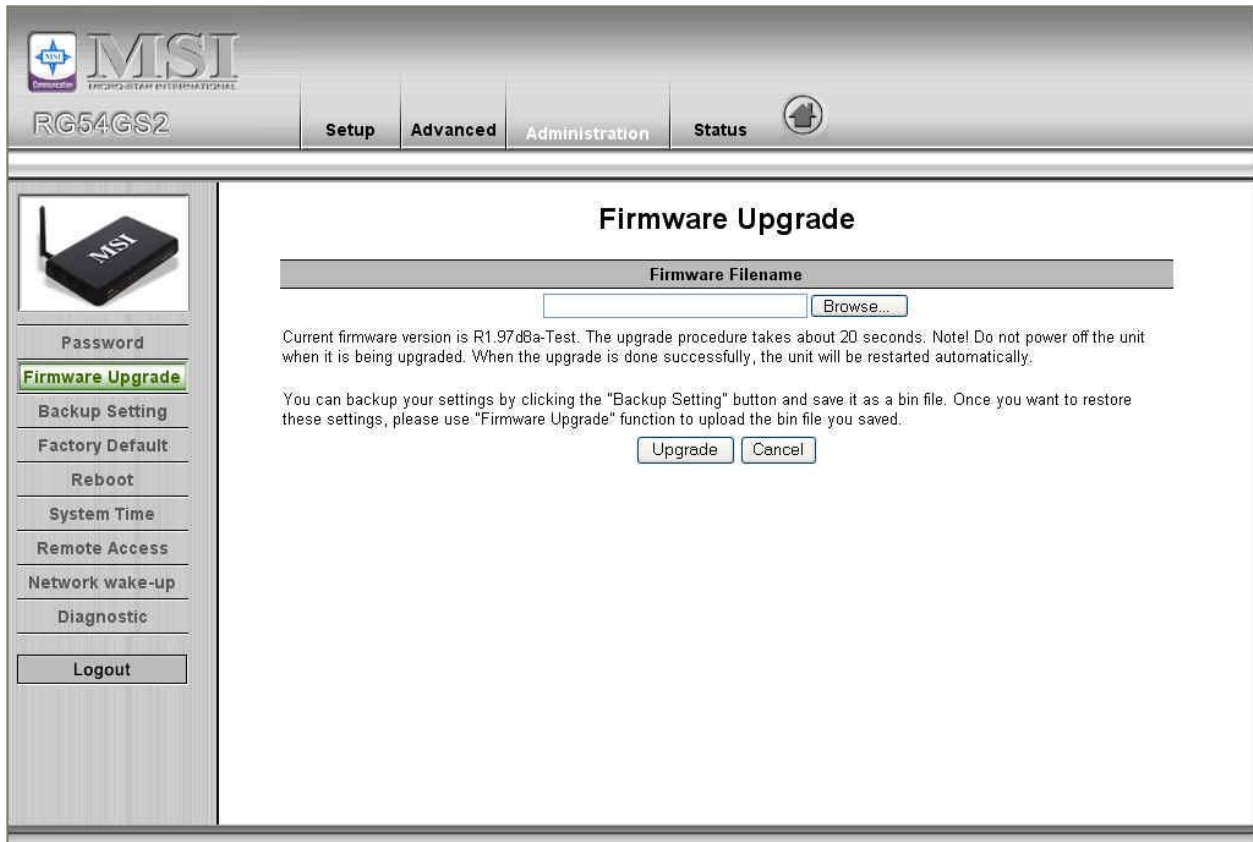 MSI
Communication
MSI
MICRO-STAR INTERNATIONAL
RG54GS2
Setup
Advanced
Administration
Status
MSI
Password
Firmware Upgrade
Backup Setting
Factory Default
Reboot
System Time
Remote Access
Network wake-up
Diagnostic
Logout
Firmware Upgrade
Firmware Filename
Browse...
Current firmware version is R1.97d8a-Test. The upgrade procedure takes about 20 seconds. Note! Do not power off the unit
when it is being upgraded. When the upgrade is done successfully, the unit will be restarted automatically.
You can backup your settings by clicking the "Backup Setting" button and save it as a bin file. Once you want to restore
these settings, please use "Firmware Upgrade" function to upload the bin file you saved.
Upgrade
Cancel